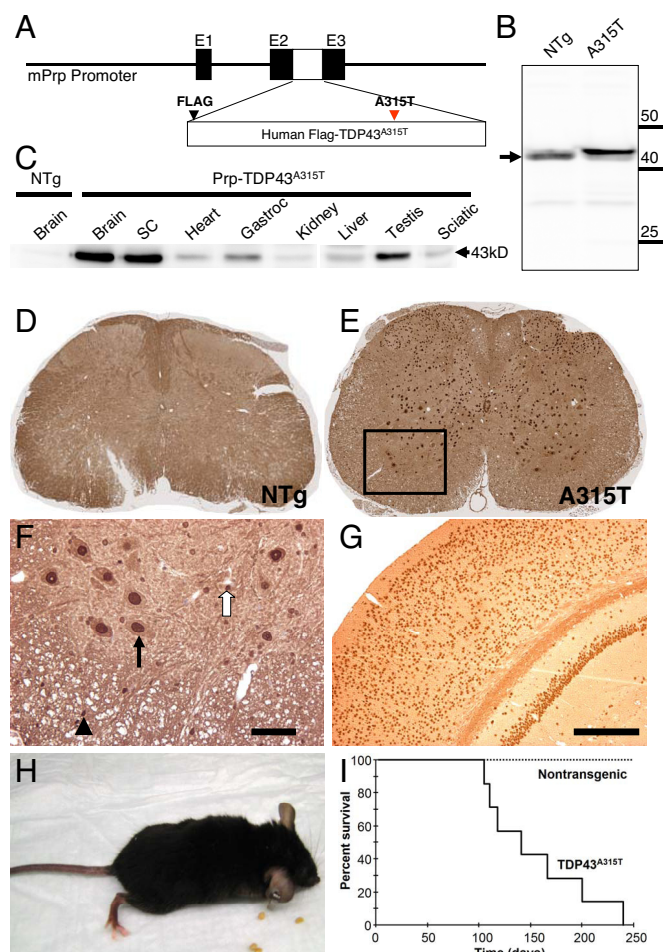 A
E1 E2 E3
mPrp Promoter
FLAG A315T
Human Flag-TDP43A315T
B
NTg A315T
50
40
25
C
NTg Prp-TDP43A315T
Brain Brain SC Heart Gastroc Kidney Liver Testis Sciatic
43kD
D
NTg
E
A315T
F
G
H
I
Percent survival
100
80
60
40
20
0
Nontransgenic
TDP43A315T
0 50 100 150 200 250
Time (days)